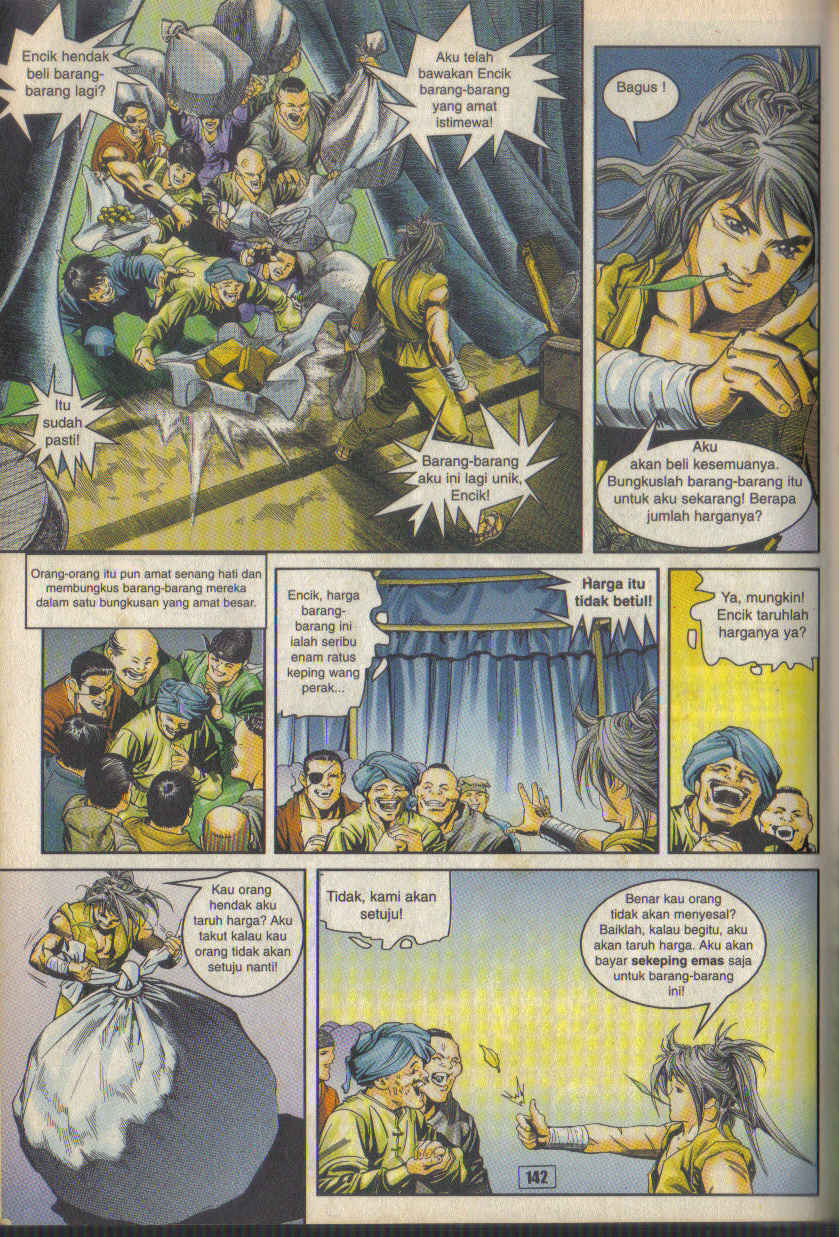 Encik hendak
beli barang-
barang lagi?
Aku telah
bawakan Encik
barang-barang
yang amat
istimewa!
Itu
sudah
pasti!
Barang-barang
aku ini lagi unik,
Encik!
Bagus !
Aku
akan beli kesemuanya.
Bungkuslah barang-barang itu
untuk aku sekarang! Berapa
jumlah harganya?
Orang-orang itu pun amat senang hati dan
membungkus barang-barang mereka
dalam satu bungkusan yang amat besar.
Encik, harga
barang-
barang ini
ialah seribu
enam ratus
keping wang
perak...
Harga itu
tidak betul!
Ya, mungkin!
Encik taruhlah
harganya ya?
Kau orang
hendak aku
taruh harga? Aku
takut kalau kau
orang tidak akan
setuju nanti!
Tidak, kami akan
setuju!
Benar kau orang
tidak akan menyesal?
Baiklah, kalau begitu, aku
akan taruh harga. Aku akan
bayar sekeping emas saja
untuk barang-barang
ini!
142